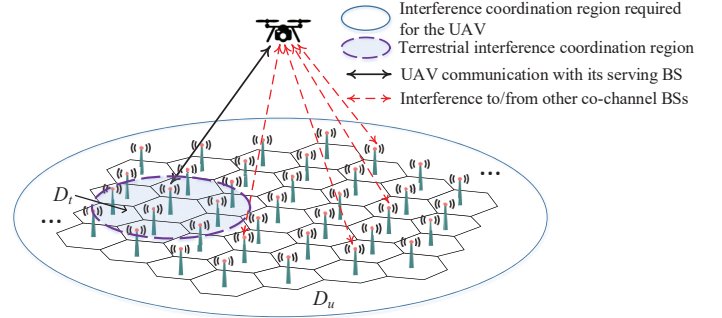 Interference coordination region required
for the UAV
Terrestrial interference coordination region
UAV communication with its serving BS
Interference to/from other co-channel BSs
...
D_t
...
D_u